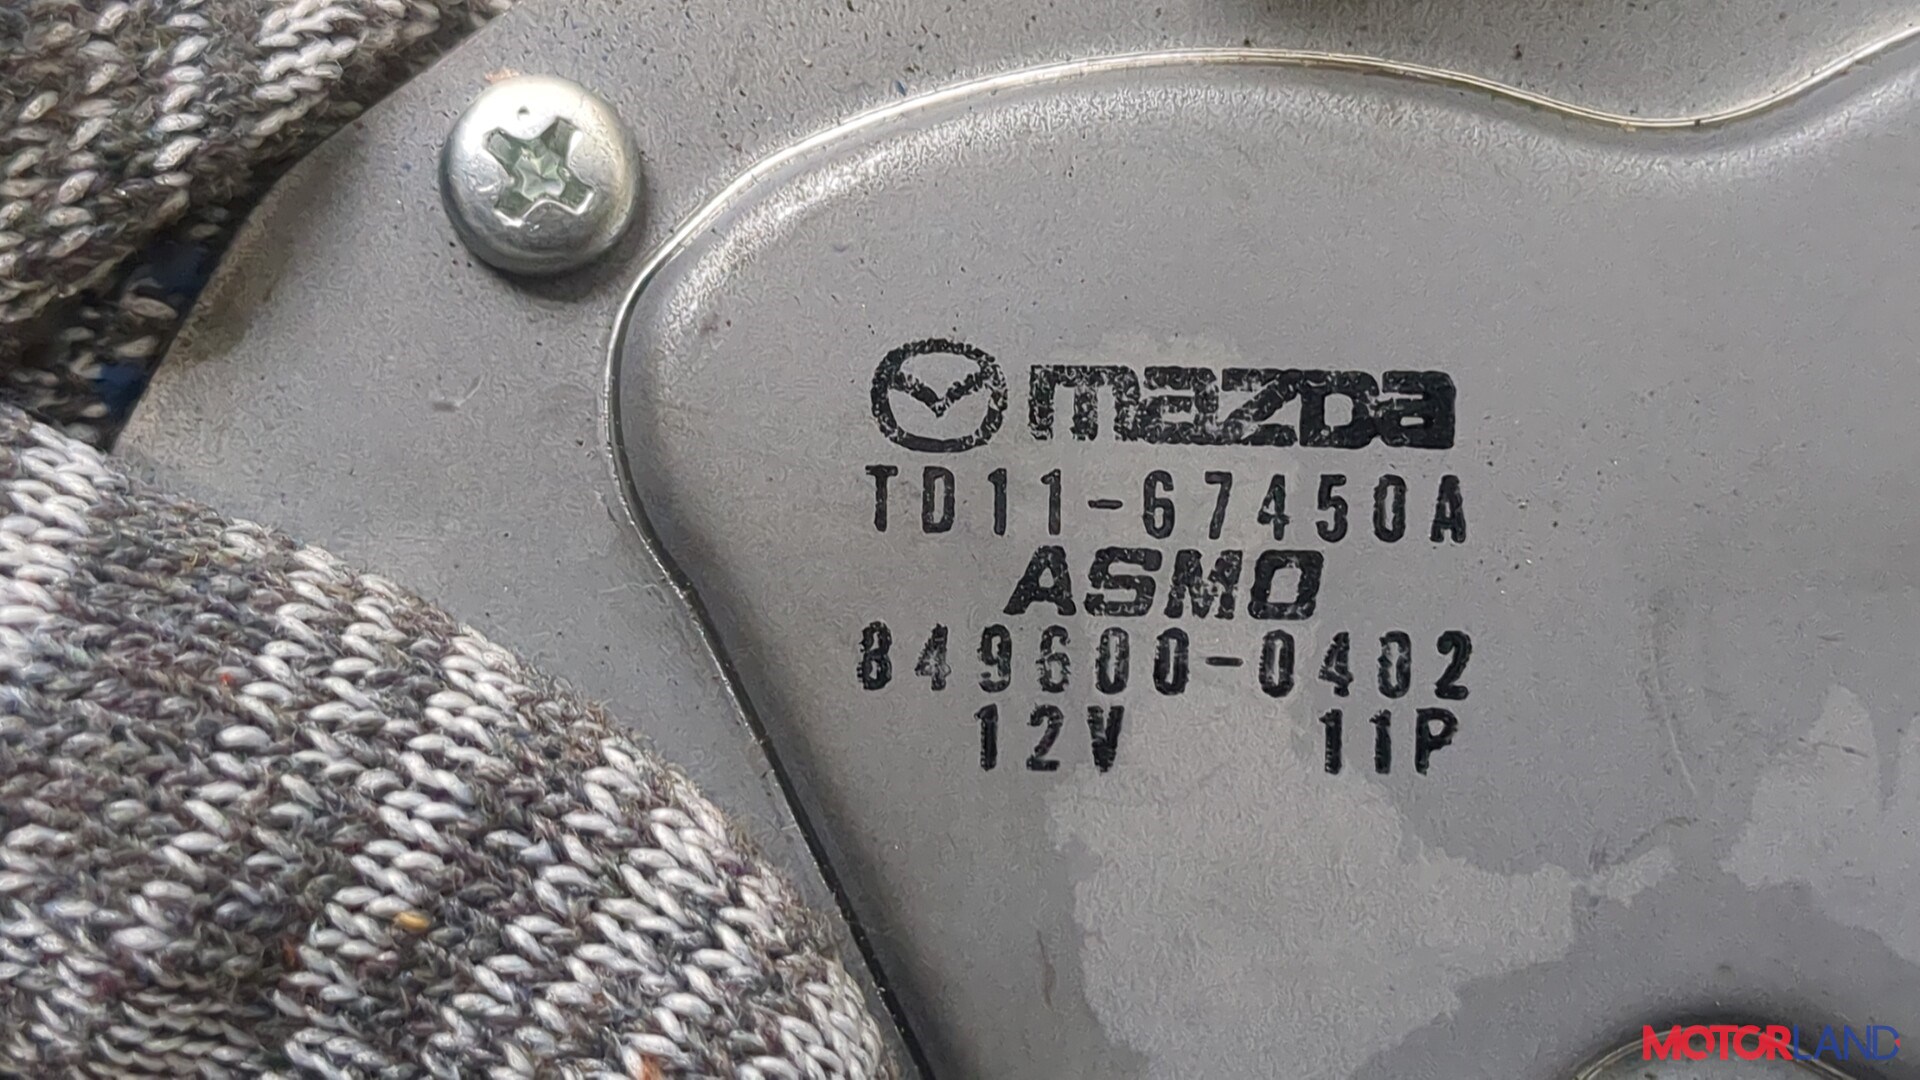 mazda
TD11-67450A
ASMO
849600-0402
12V 11P
MOTORLAND